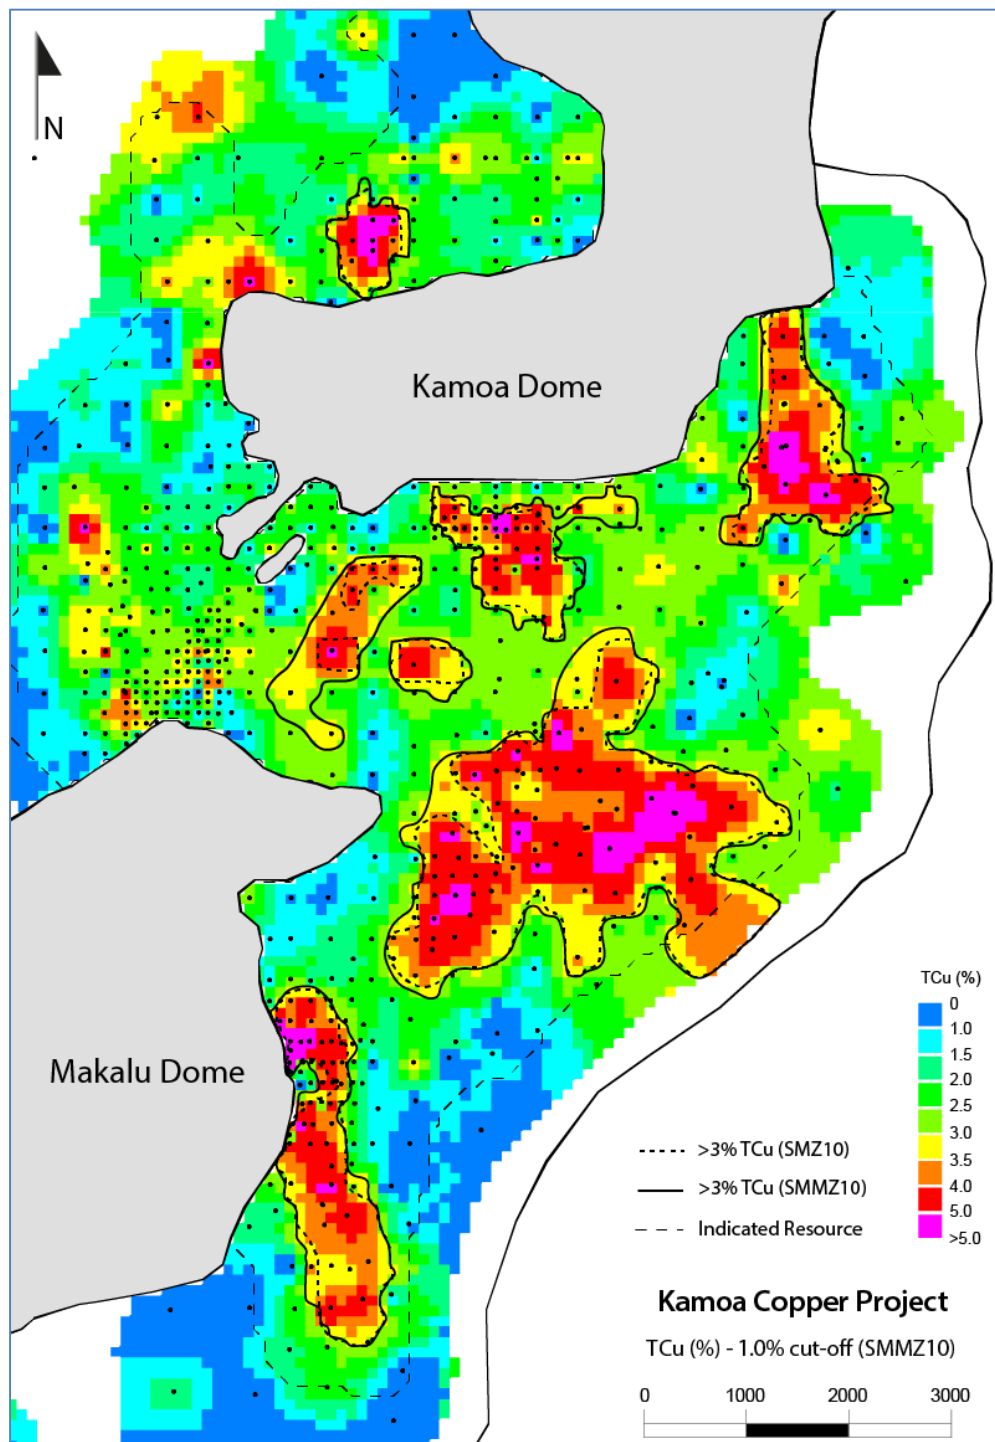 N
Kamoa Dome
Makalu Dome
TCu (%)
0
1.0
1.5
2.0
2.5
3.0
3.5
4.0
5.0
>5.0
>3% TCu (SMZ10)
>3% TCu (SMMZ10)
Indicated Resource
Kamoa Copper Project
TCu (%) - 1.0% cut-off (SMMZ10)
0 1000 2000 3000